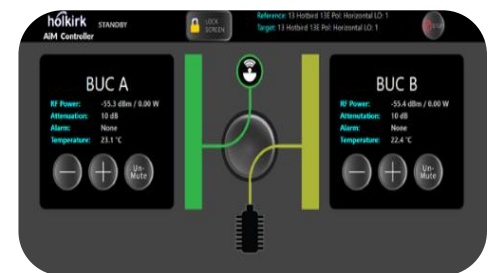 holkirk
STANDBY
AiM Controller
LOCK
SCREEN
Reference: 13 Hotbird 13E Pol: Horizontal LO: 1
Target: 13 Hotbird 13E Pol: Horizontal LO: 1
BUC A
RF Power: -55.3 dBm / 0.00 W
Attenuation: 10 dB
Alarm: None
Temperature: 23.1 °C
Un-
Mute
BUC B
RF Power: -55.4 dBm / 0.00 W
Attenutation: 10 dB
Alarm: None
Temperature: 22.4 °C
Un-
Mute